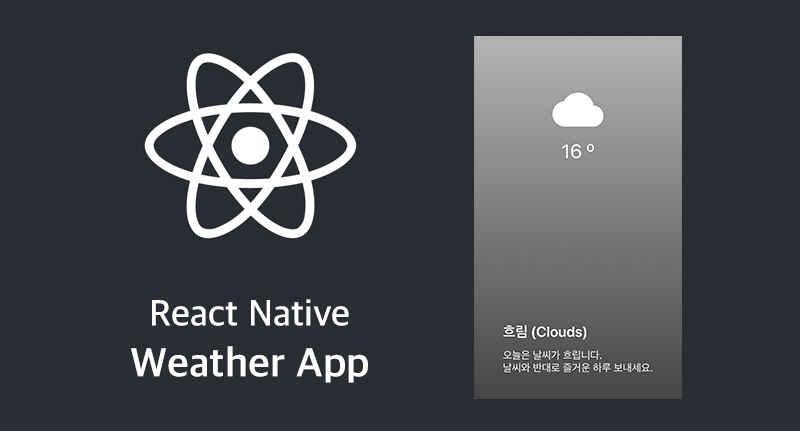 React Native
Weather App
16 º
흐림 (Clouds)
오늘은 날씨가 흐립니다.
날씨와 반대로 즐거운 하루 보내세요.